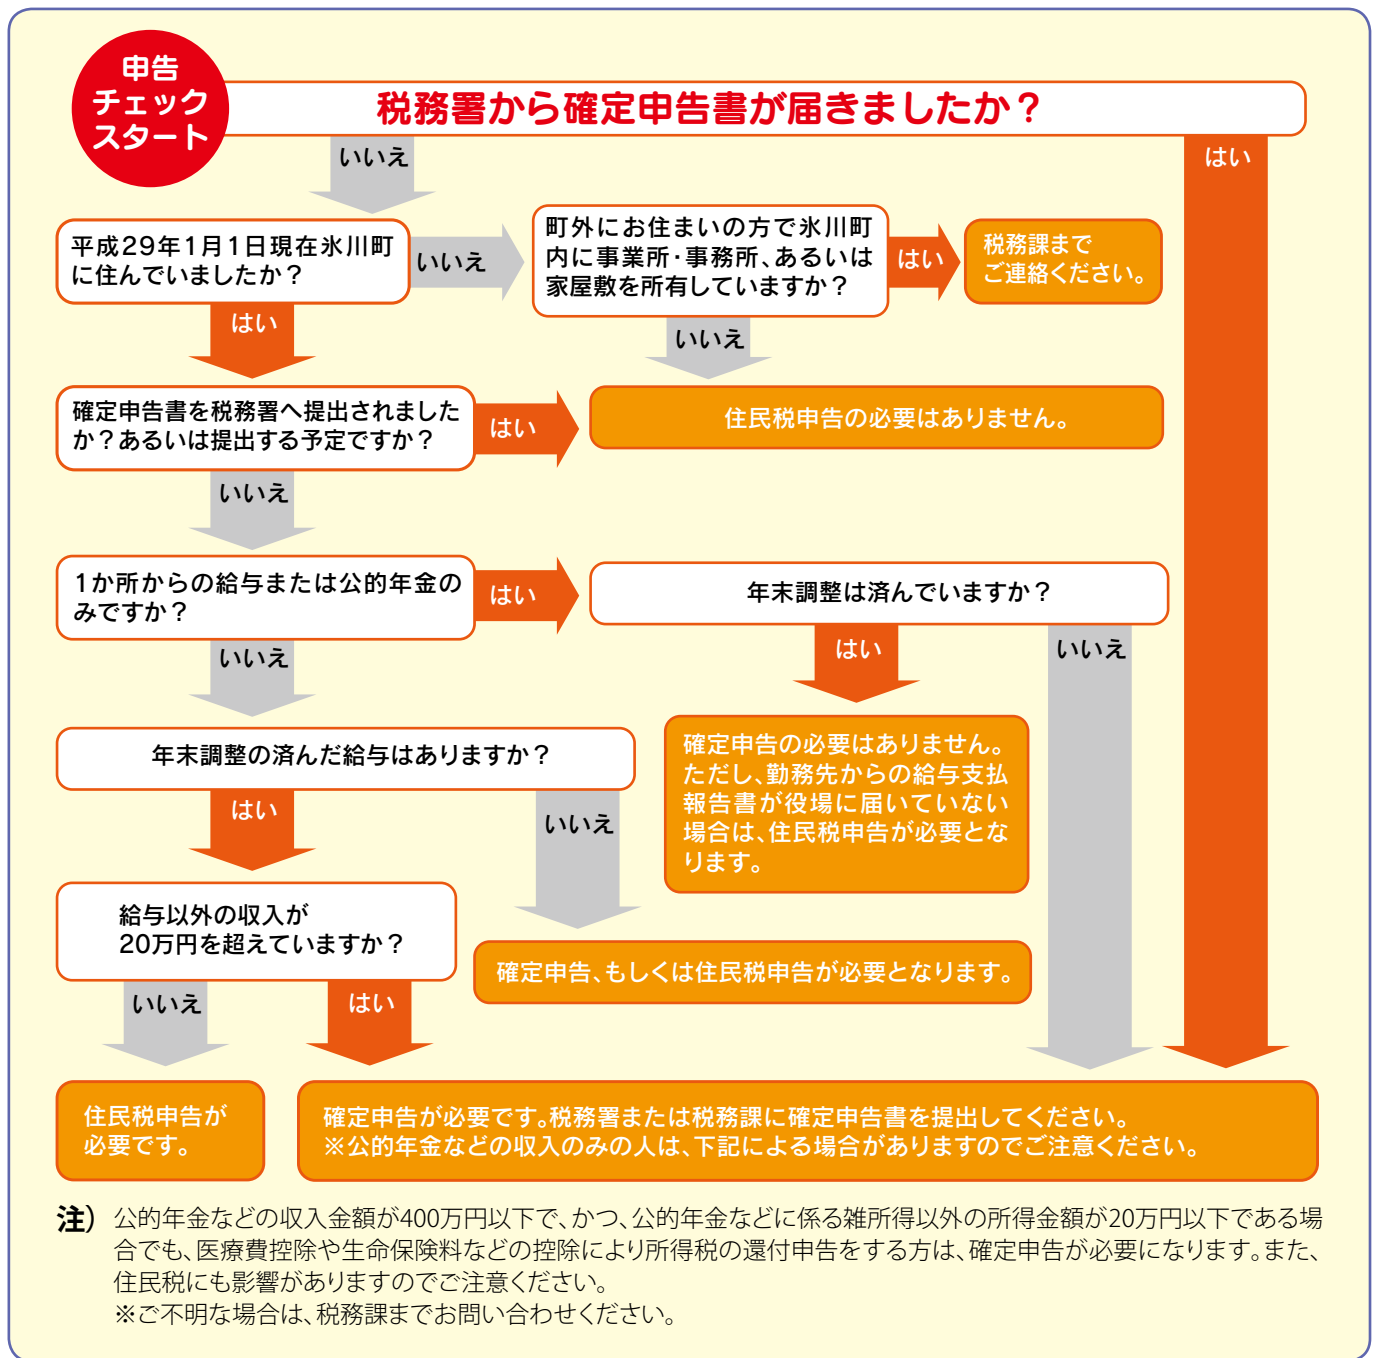 申告
チェック
スタート
税務署から確定申告書が届きましたか？
いいえ
はい
平成29年1月1日現在氷川町
に住んでいましたか？
いいえ
町外にお住まいの方で氷川町
内に事業所・事務所、あるいは
家屋敷を所有していますか？
はい
税務課まで
ご連絡ください。
はい
いいえ
確定申告書を税務署へ提出されました
か？あるいは提出する予定ですか？
はい
住民税申告の必要はありません。
いいえ
1か所からの給与または公的年金の
みですか？
はい
年末調整は済んでいますか？
いいえ
はい
いいえ
年末調整の済んだ給与はありますか？
確定申告の必要はありません。
ただし、勤務先からの給与支払
報告書が役場に届いていない
場合は、住民税申告が必要とな
ります。
はい
いいえ
給与以外の収入が
20万円を超えていますか？
確定申告、もしくは住民税申告が必要となります。
いいえ
はい
住民税申告が
必要です。
確定申告が必要です。税務署または税務課に確定申告書を提出してください。
※公的年金などの収入のみの人は、下記による場合がありますのでご注意ください。
注） 公的年金などの収入金額が400万円以下で、かつ、公的年金などに係る雑所得以外の所得金額が20万円以下である場
合でも、医療費控除や生命保険料などの控除により所得税の還付申告をする方は、確定申告が必要になります。また、
住民税にも影響がありますのでご注意ください。
※ご不明な場合は、税務課までお問い合わせください。